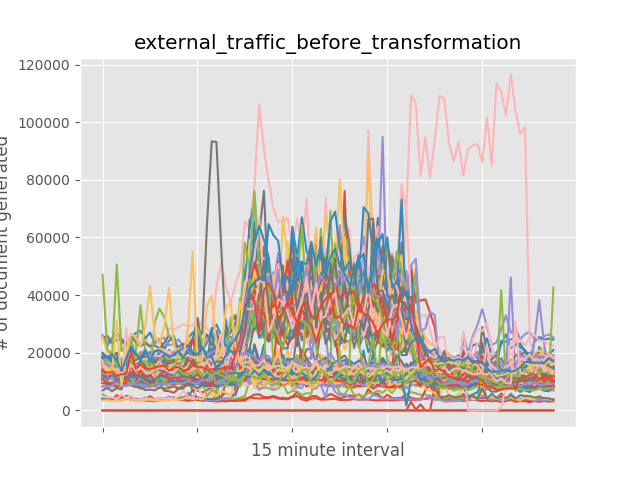 external_traffic_before_transformation
120000
100000
80000
60000
40000
20000
0
# of document generated
15 minute interval